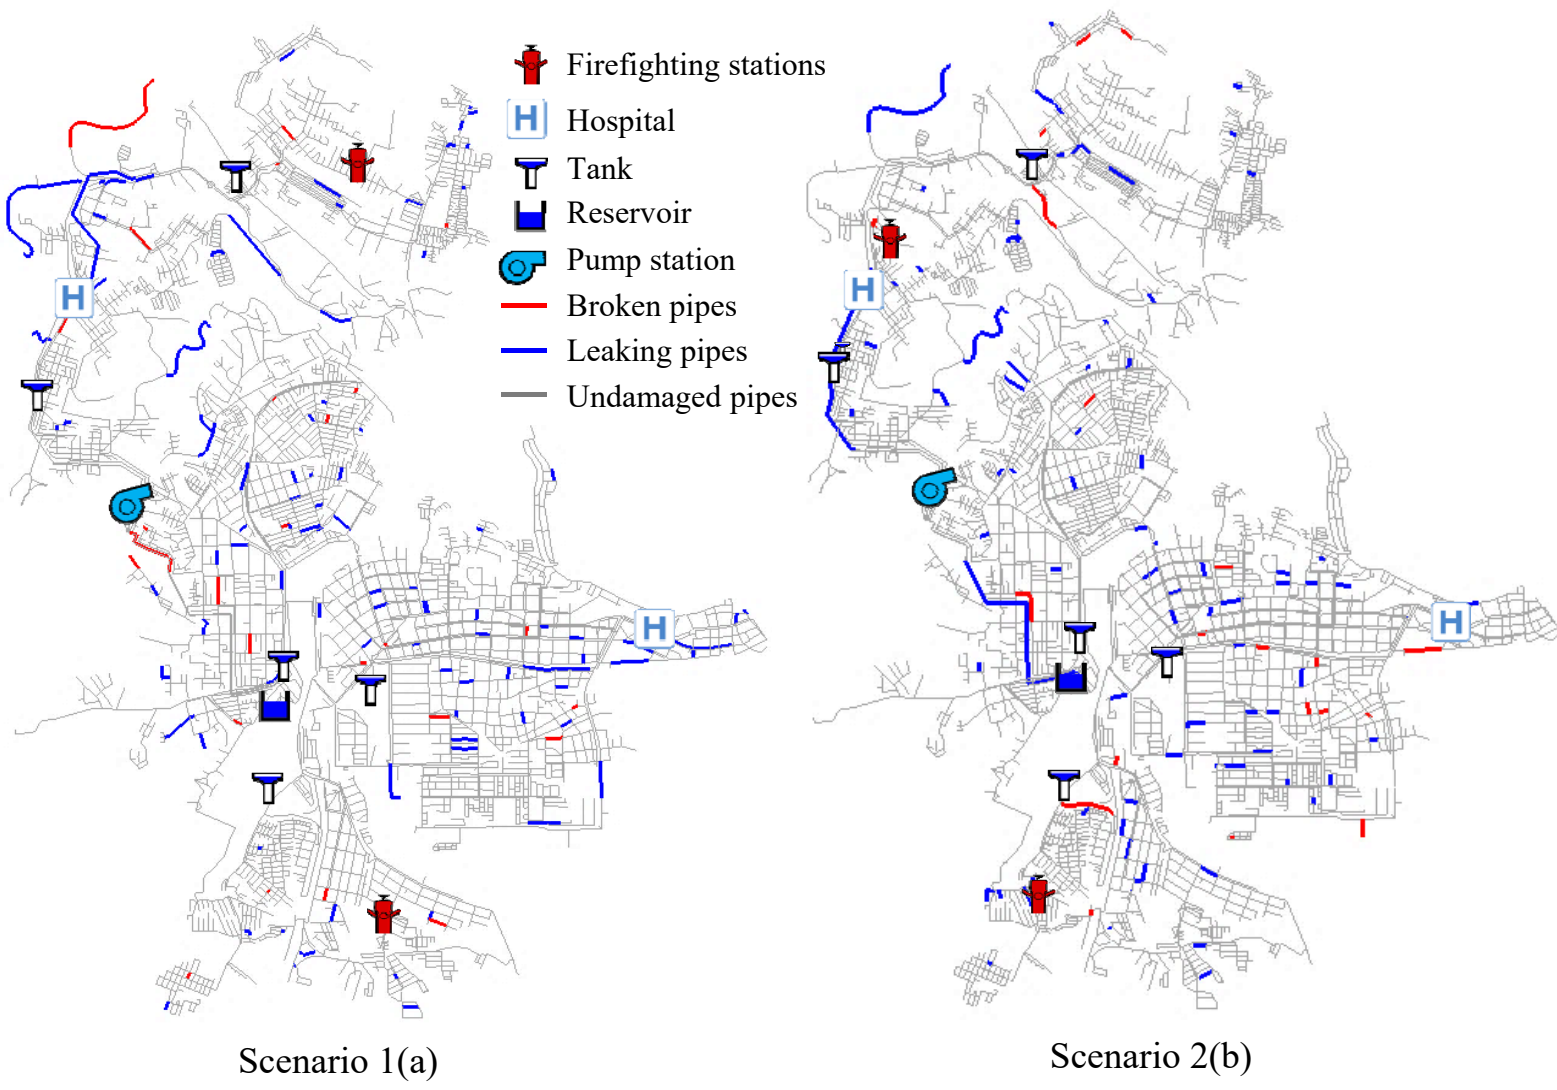 Firefighting stations
H Hospital
Tank
Reservoir
Pump station
Broken pipes
Leaking pipes
Undamaged pipes
H
H
H
H
Scenario 1(a)
Scenario 2(b)